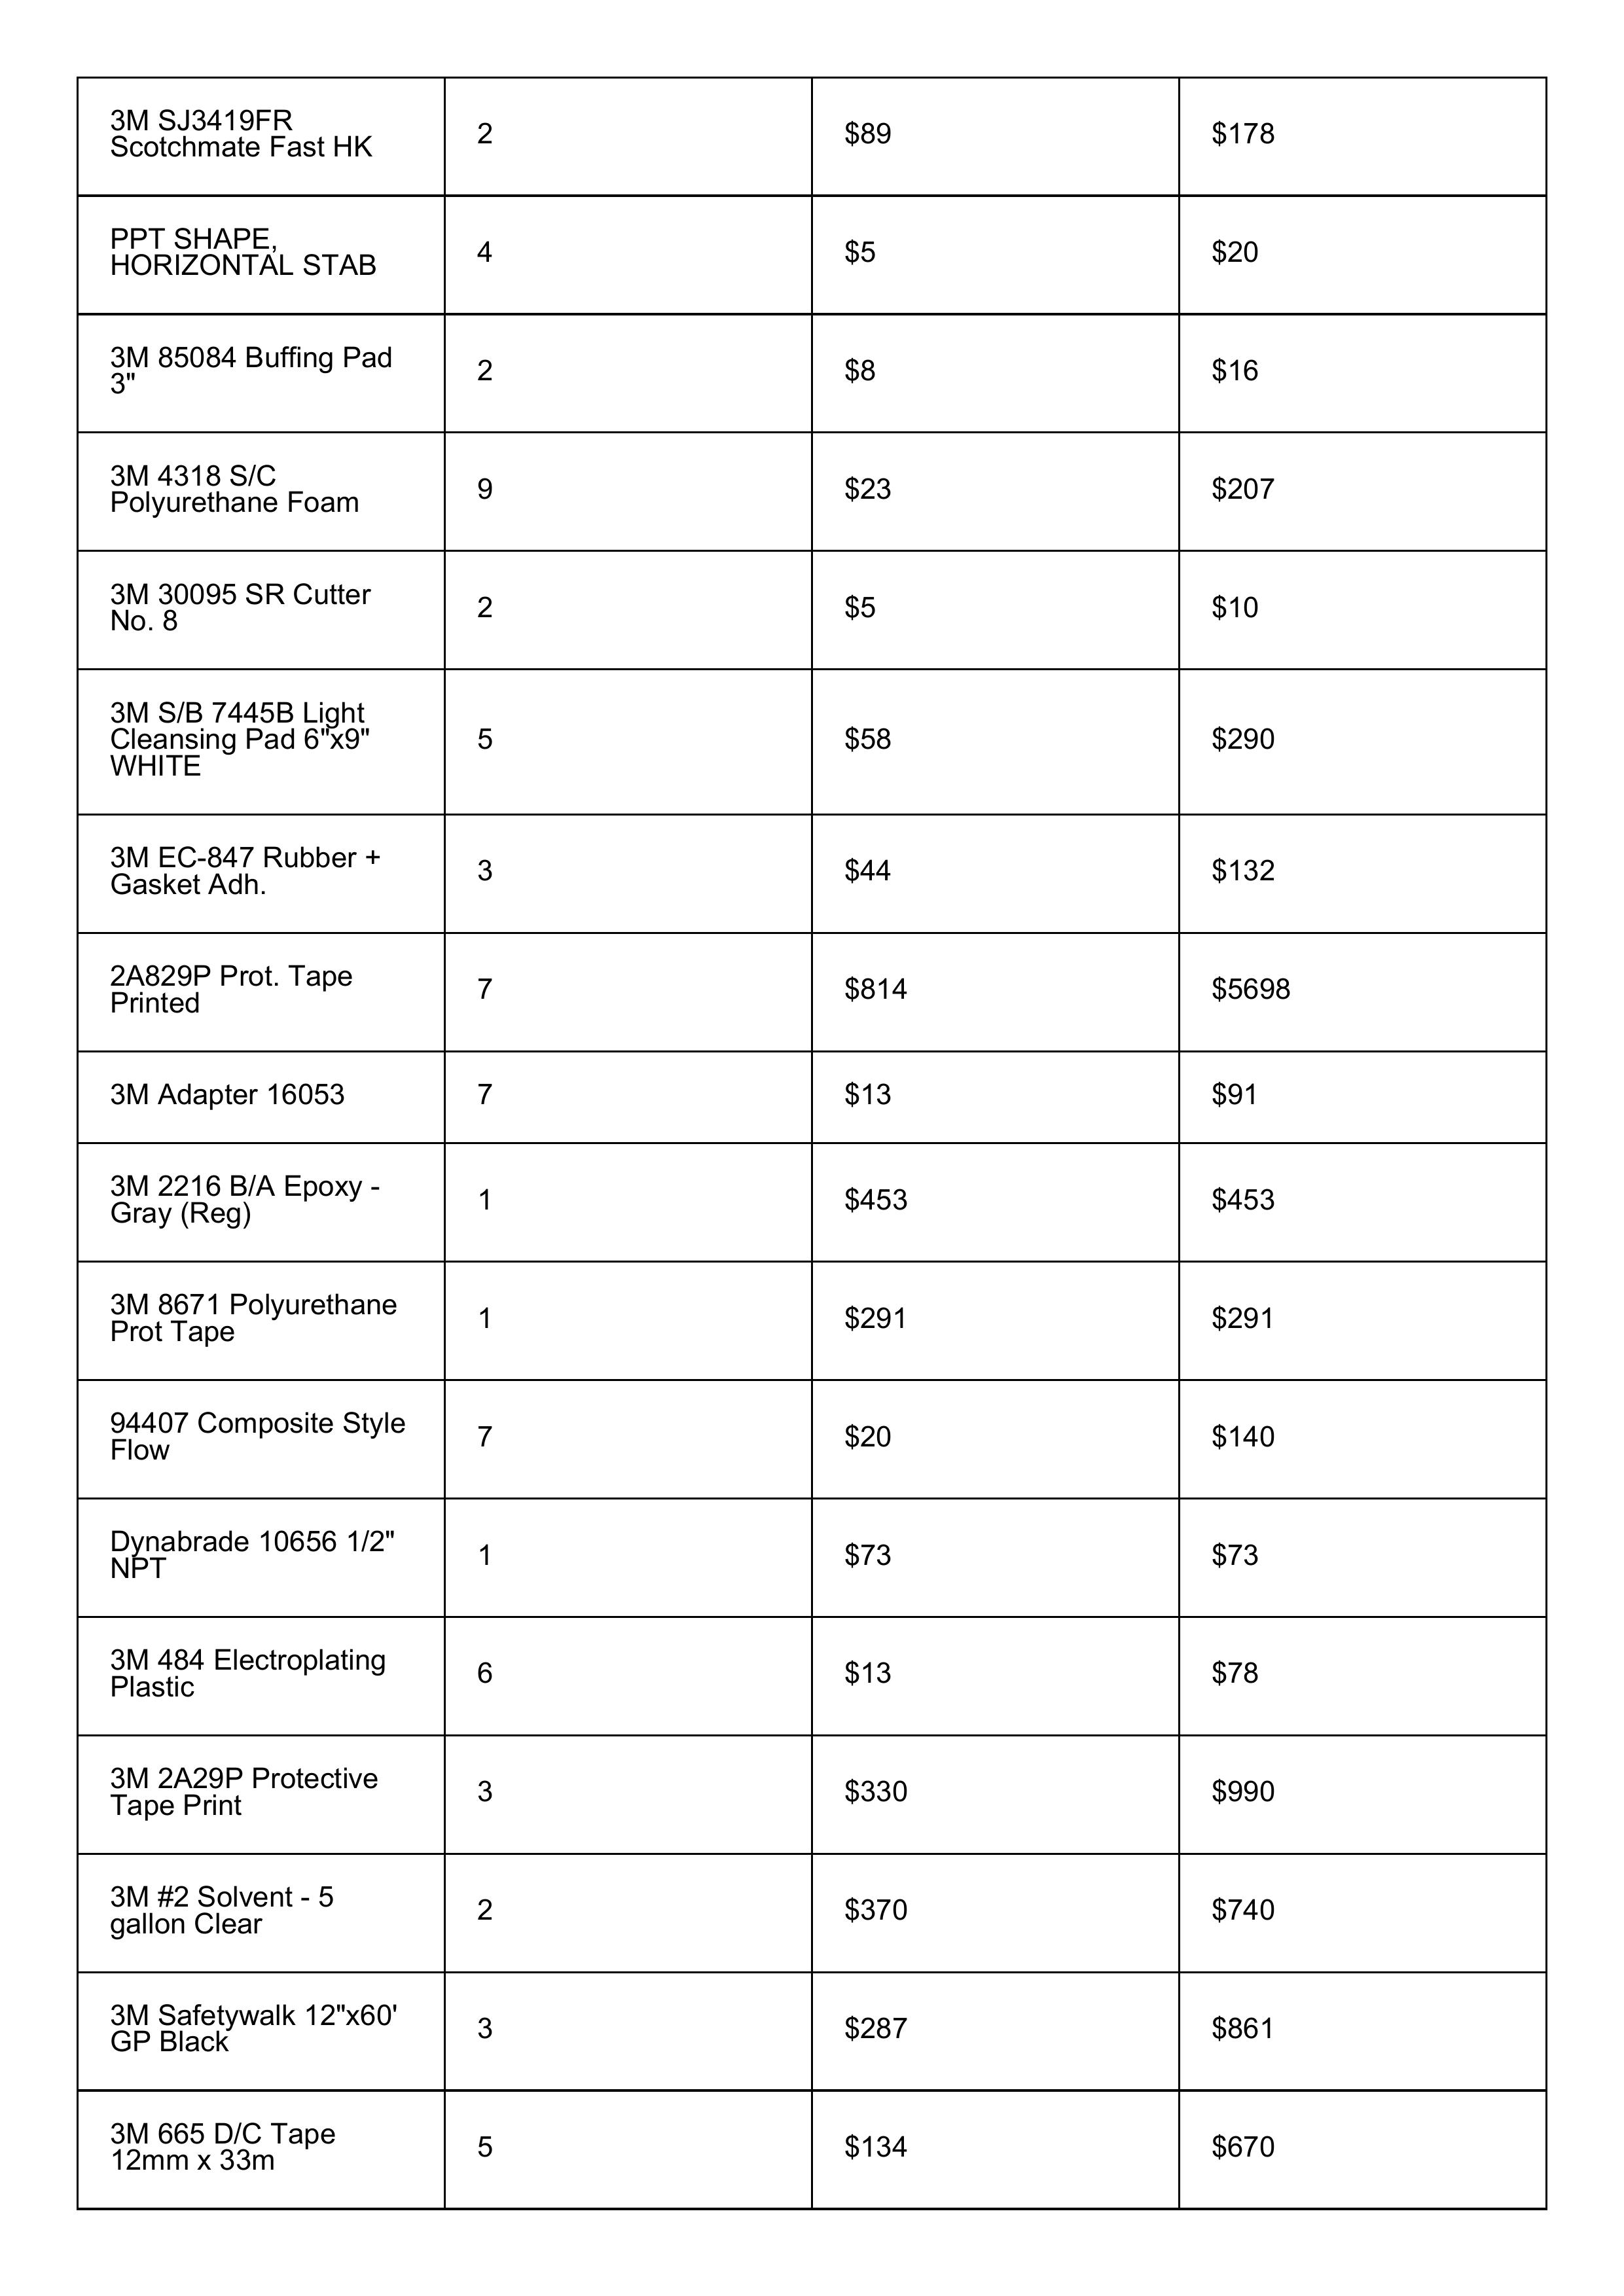 3M SJ3419FR
Scotchmate Fast HK
2
$89
$178
PPT SHAPE,
HORIZONTAL STAB
4
$5
$20
3M 85084 Buffing Pad
3"
2
$8
$16
3M 4318 S/C
Polyurethane Foam
9
$23
$207
3M 30095 SR Cutter
No. 8
2
$5
$10
3M S/B 7445B Light
Cleansing Pad 6"x9"
WHITE
5
$58
$290
3M EC-847 Rubber +
Gasket Adh.
3
$44
$132
2A829P Prot. Tape
Printed
7
$814
$5698
3M Adapter 16053
7
$13
$91
3M 2216 B/A Epoxy -
Gray (Reg)
1
$453
$453
3M 8671 Polyurethane
Prot Tape
1
$291
$291
94407 Composite Style
Flow
7
$20
$140
Dynabrade 10656 1/2"
NPT
1
$73
$73
3M 484 Electroplating
Plastic
6
$13
$78
3M 2A29P Protective
Tape Print
3
$330
$990
3M #2 Solvent - 5
gallon Clear
2
$370
$740
3M Safetywalk 12"x60'
GP Black
3
$287
$861
3M 665 D/C Tape
12mm x 33m
5
$134
$670